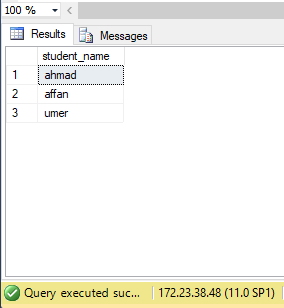 100 %
Results Messages
student_name
1 ahmad
2 affan
3 umer
Query executed suc... 172.23.38.48 (11.0 SP1)